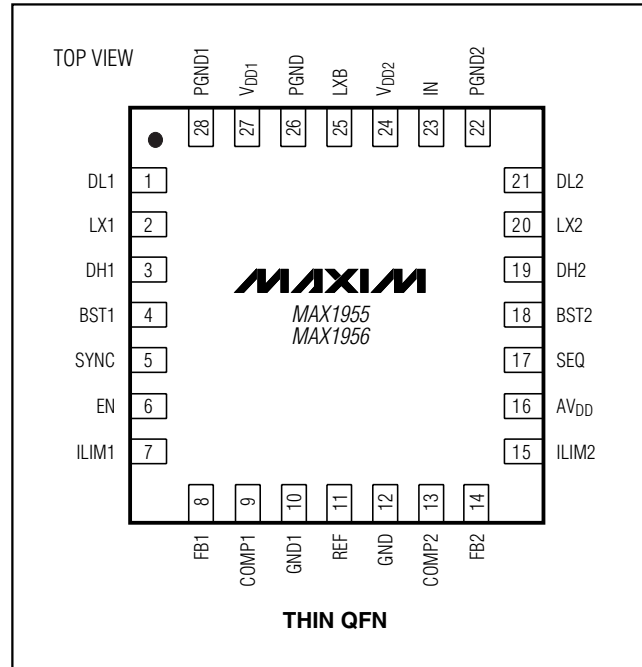 TOP VIEW
PGND1
VDD1
PGND
LXB
VDD2
IN
PGND2
28
27
26
25
24
23
22
DL1 1
LX1 2
DH1 3
BST1 4
SYNC 5
EN 6
ILIM1 7
MAXIM
MAX1955
MAX1956
21 DL2
20 LX2
19 DH2
18 BST2
17 SEQ
16 AVDD
15 ILIM2
8
9
10
11
12
13
14
FB1
COMP1
GND1
REF
GND
COMP2
FB2
THIN QFN